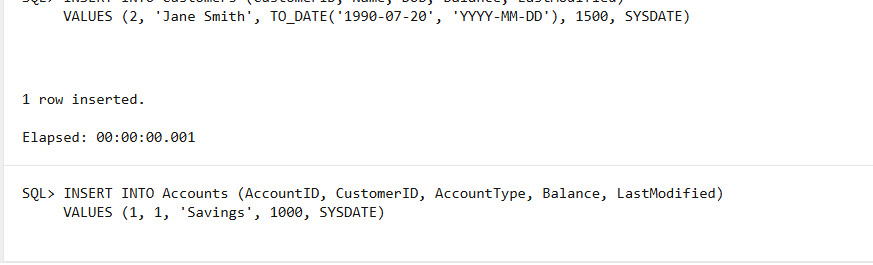 SQL> INSERT INTO Customers (CustomerID, Name, DOB, Balance, LastModified)
VALUES (2, 'Jane Smith', TO_DATE('1990-07-20', 'YYYY-MM-DD'), 1500, SYSDATE)
1 row inserted.
Elapsed: 00:00:00.001
SQL> INSERT INTO Accounts (AccountID, CustomerID, AccountType, Balance, LastModified)
VALUES (1, 1, 'Savings', 1000, SYSDATE)